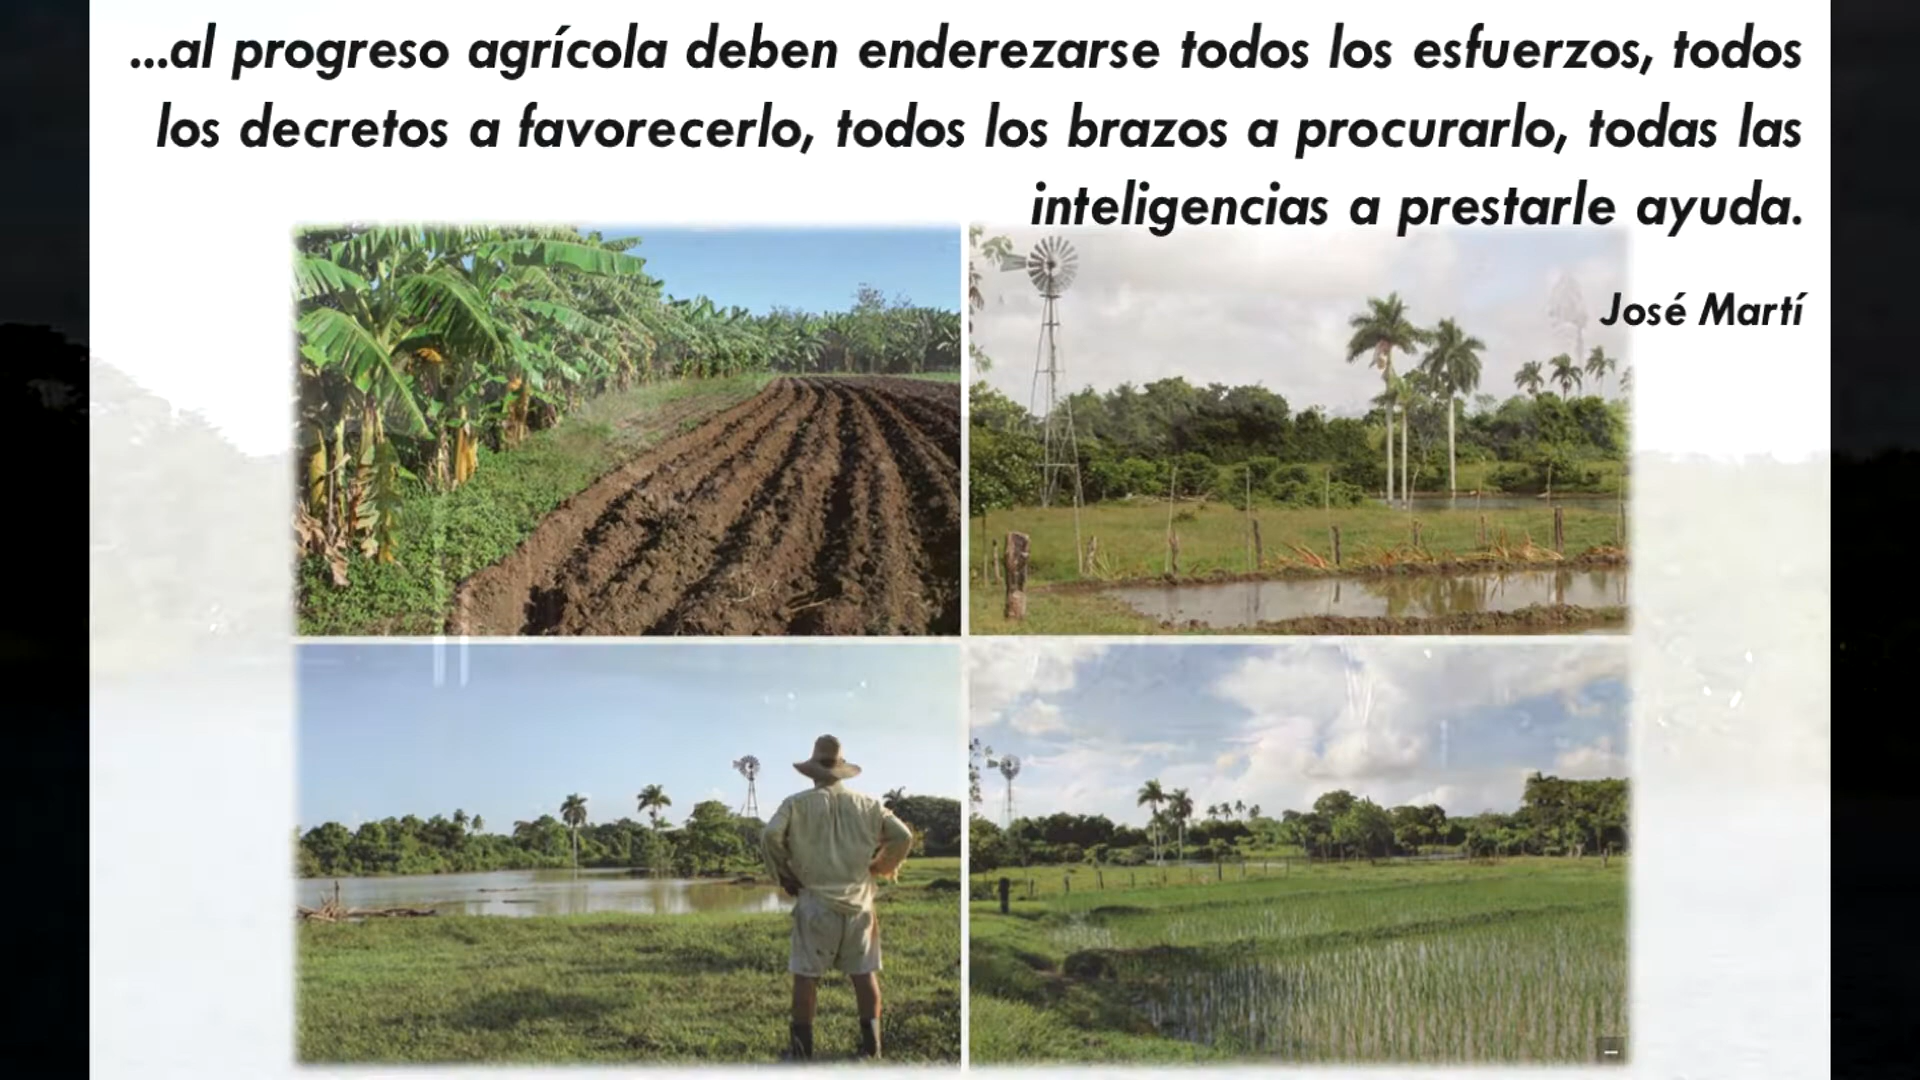 ...al progreso agrícola deben enderezarse todos los esfuerzos, todos
los decretos a favorecerlo, todos los brazos a procurarlo, todas las
inteligencias a prestarle ayuda.
José Martí